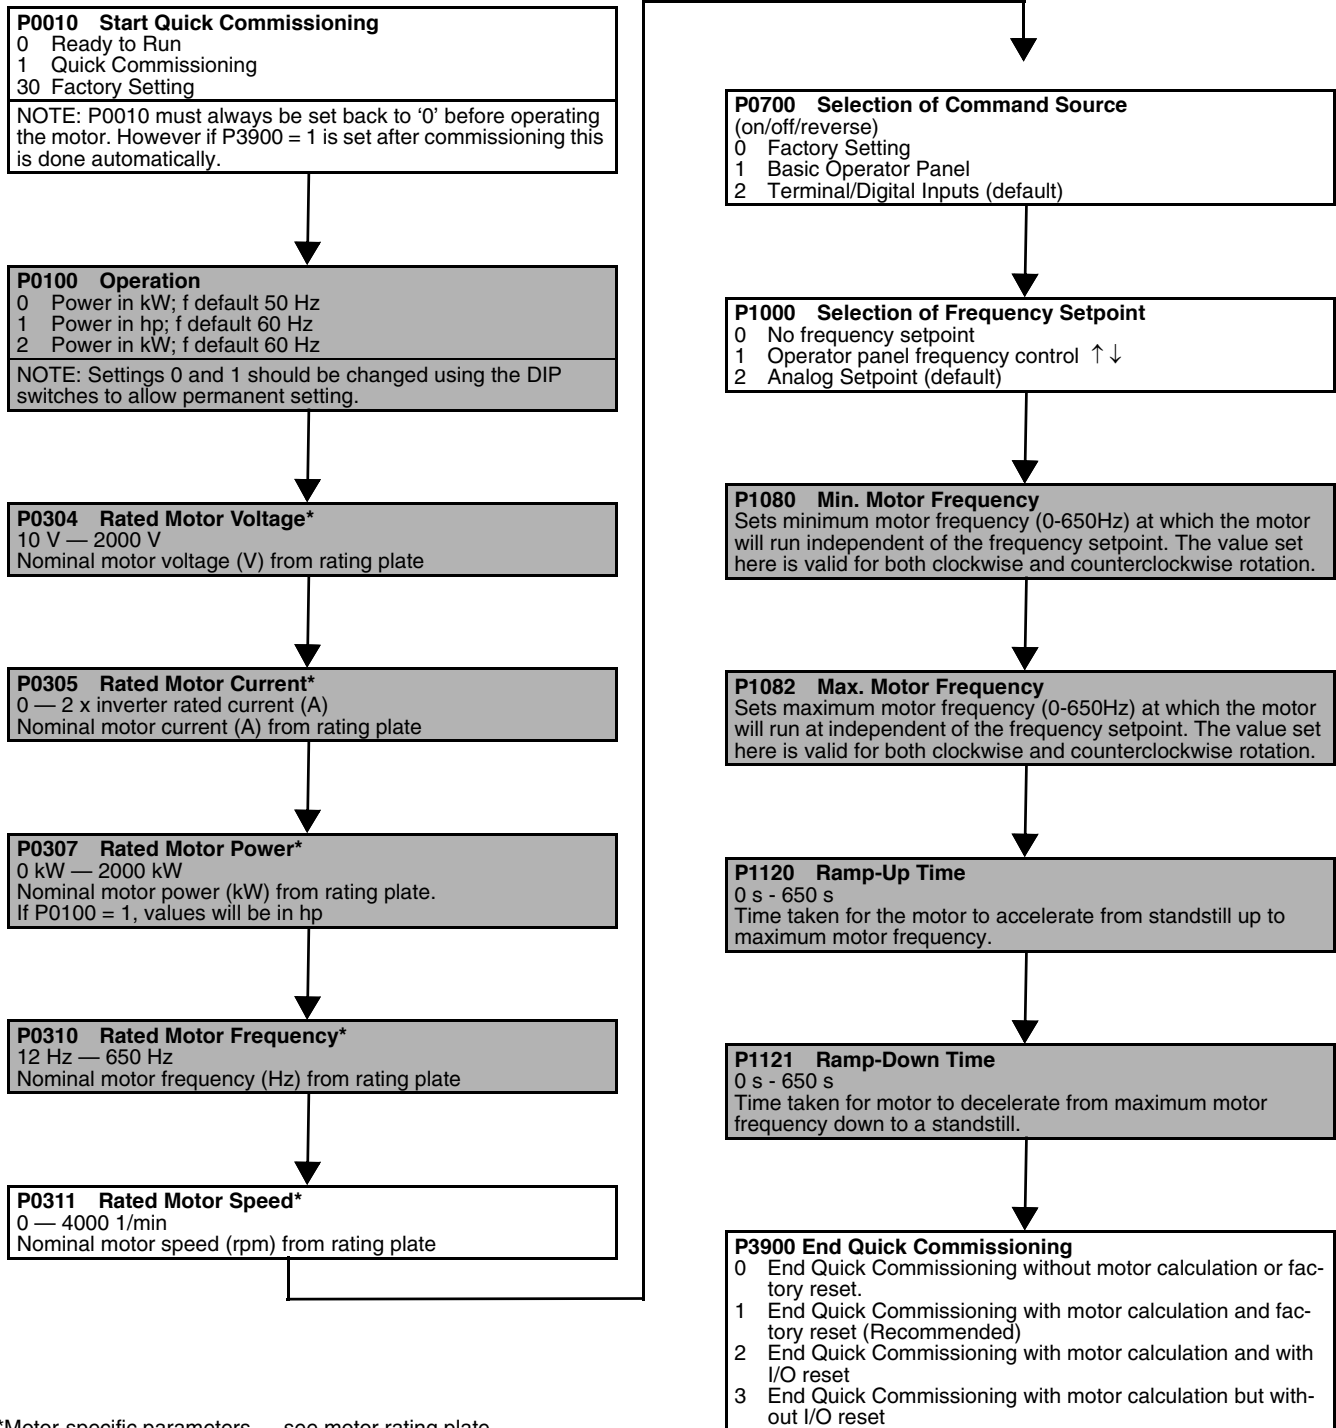 P0010 Start Quick Commissioning
0 Ready to Run
1 Quick Commissioning
30 Factory Setting
NOTE: P0010 must always be set back to ‘0’ before operating
the motor. However if P3900 = 1 is set after commissioning this
is done automatically.
P0100 Operation
0 Power in kW; f default 50 Hz
1 Power in hp; f default 60 Hz
2 Power in kW; f default 60 Hz
NOTE: Settings 0 and 1 should be changed using the DIP
switches to allow permanent setting.
P0304 Rated Motor Voltage*
10 V — 2000 V
Nominal motor voltage (V) from rating plate
P0305 Rated Motor Current*
0 — 2 x inverter rated current (A)
Nominal motor current (A) from rating plate
P0307 Rated Motor Power*
0 kW — 2000 kW
Nominal motor power (kW) from rating plate.
If P0100 = 1, values will be in hp
P0310 Rated Motor Frequency*
12 Hz — 650 Hz
Nominal motor frequency (Hz) from rating plate
P0311 Rated Motor Speed*
0 — 4000 1/min
Nominal motor speed (rpm) from rating plate
P0700 Selection of Command Source
(on/off/reverse)
0 Factory Setting
1 Basic Operator Panel
2 Terminal/Digital Inputs (default)
P1000 Selection of Frequency Setpoint
0 No frequency setpoint
1 Operator panel frequency control ↑↓
2 Analog Setpoint (default)
P1080 Min. Motor Frequency
Sets minimum motor frequency (0-650Hz) at which the motor
will run independent of the frequency setpoint. The value set
here is valid for both clockwise and counterclockwise rotation.
P1082 Max. Motor Frequency
Sets maximum motor frequency (0-650Hz) at which the motor
will run at independent of the frequency setpoint. The value set
here is valid for both clockwise and counterclockwise rotation.
P1120 Ramp-Up Time
0 s - 650 s
Time taken for the motor to accelerate from standstill up to
maximum motor frequency.
P1121 Ramp-Down Time
0 s - 650 s
Time taken for motor to decelerate from maximum motor
frequency down to a standstill.
P3900 End Quick Commissioning
0 End Quick Commissioning without motor calculation or fac-
tory reset.
1 End Quick Commissioning with motor calculation and fac-
tory reset (Recommended)
2 End Quick Commissioning with motor calculation and with
I/O reset
3 End Quick Commissioning with motor calculation but with-
out I/O reset
*Motor-specific parameters — see motor rating plate